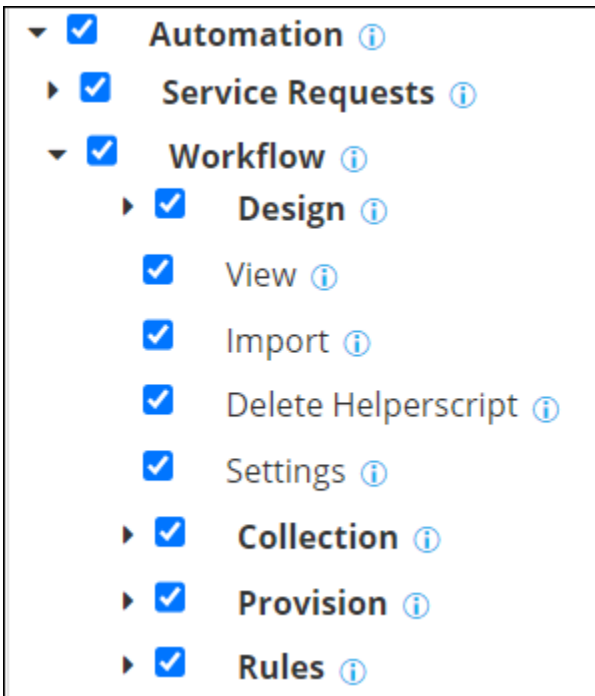 Automation
Service Requests
Workflow
Design
View
Import
Delete Helperscript
Settings
Collection
Provision
Rules